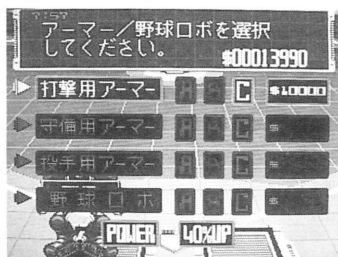 アーマー／野球ロボを選択
してください。
$00013990
打撃用アーマー A B C $10000
守備用アーマー A B C $
投手用アーマー A B C $
野球ロボ A B C $
POWER 40%UP